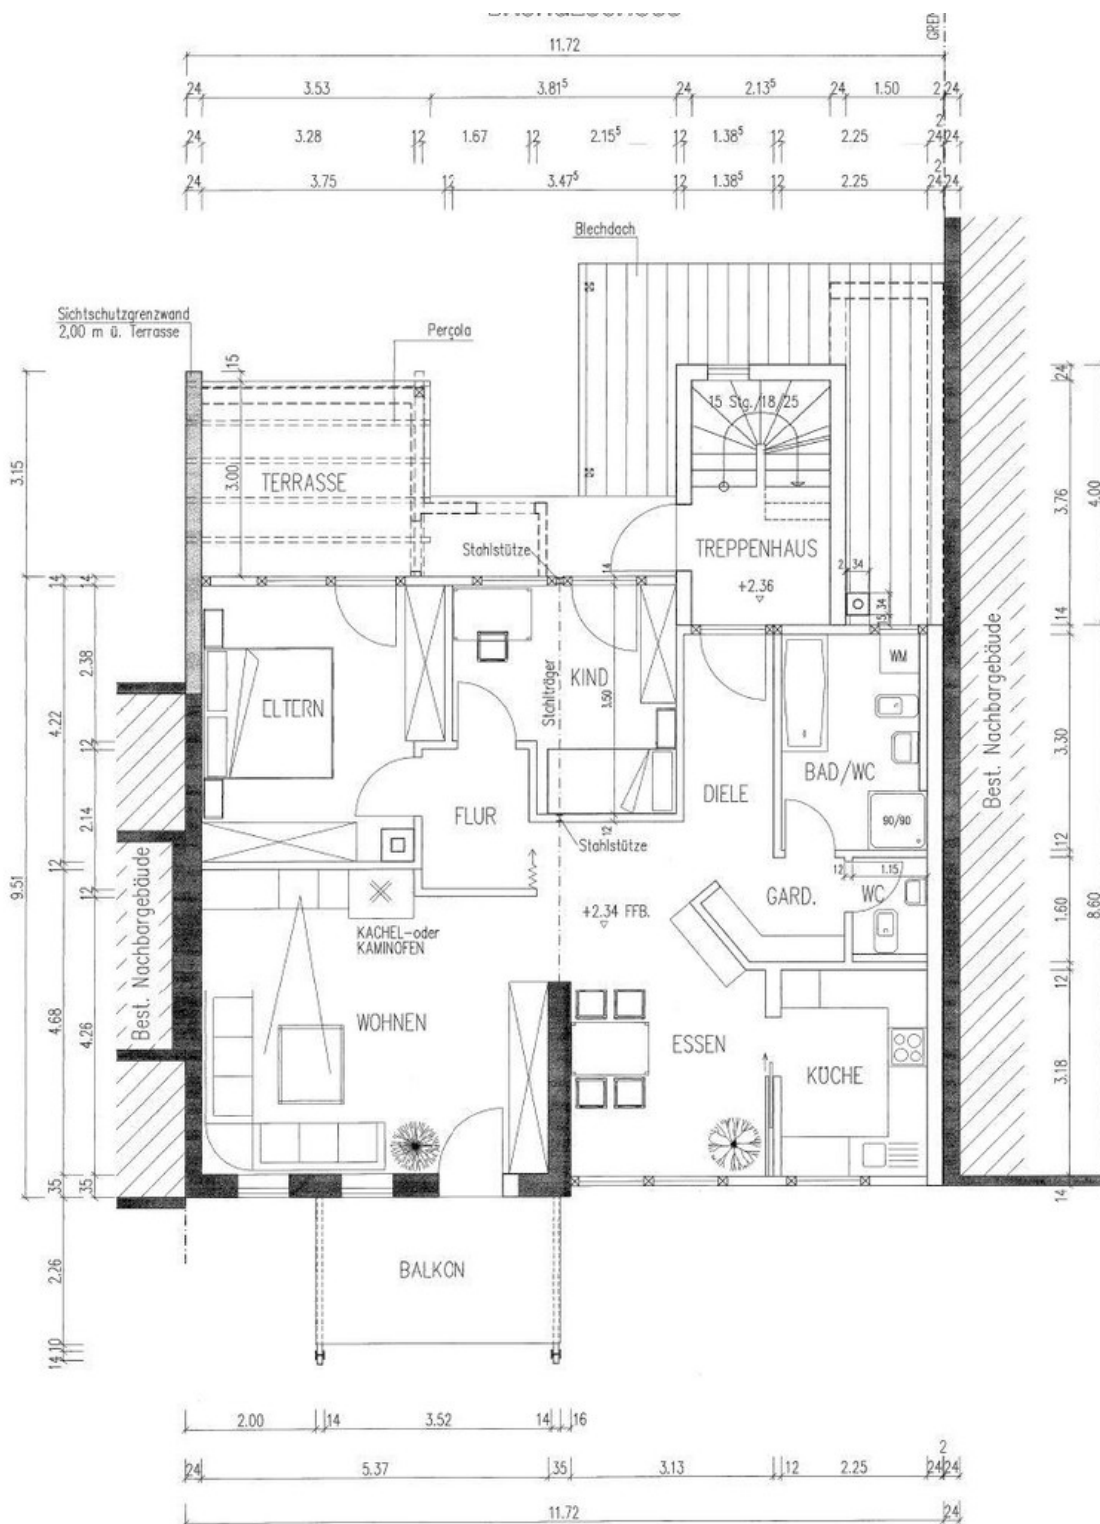 11.72
24 3.53 3.81⁵ 24 2.13⁵ 24 1.50 2 24
2
24 3.28 12 1.67 12 2.15⁵ 12 1.38⁵ 12 2.25 24 24
2
24 3.75 12 3.47⁵ 12 1.38⁵ 12 2.25 24 24
Blechdach
Sichtschutzgrenzwand
2,00 m ü. Terrasse
Pergola
15
24
15 Stg. 18/25
3.15
3.00
TERRASSE
3.76
4.00
Stahlstütze
TREPPENHAUS
14
2 34
+2.36
34
15
14 14
14
2.38
4.22
ELTERN
Stahlträger
KIND
3.50
WM
Best. Nachbargebäude
3.30
12
BAD/WC
DIELE
FLUR
2.14
90/90
12
Stahlstütze
12
12
12 1.15
9.51
12
GARD.
WC
1.60
8.60
+2.34 FFB.
KACHEL-oder
KAMINOFEN
Best. Nachbargebäude
12
WOHNEN
4.68
4.26
ESSEN
KÜCHE
3.18
35 35
14
2.26
BALKON
10
14
2.00 14 3.52 14 16
2
24 5.37 35 3.13 12 2.25 24 24
11.72 24